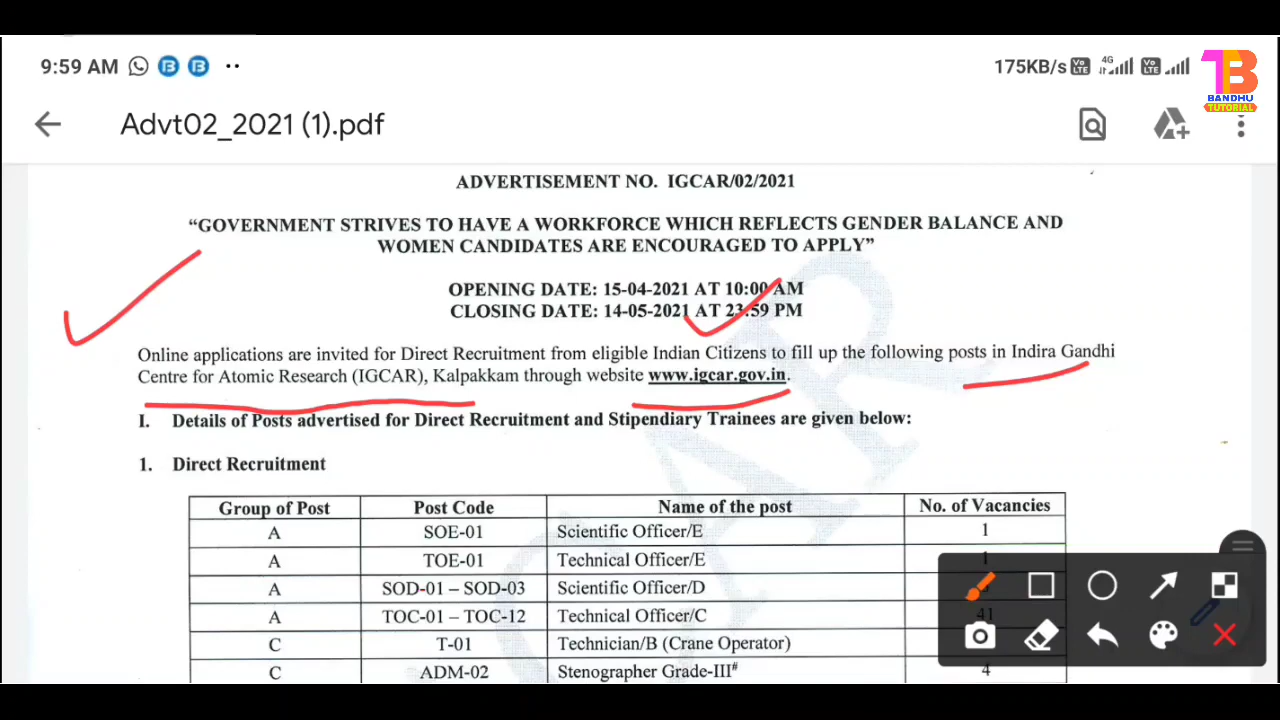 9:59 AM
175KB/s Vo LTE 4G Vo LTE
BANDHU
TUTORIAL
Advt02_2021 (1).pdf
ADVERTISEMENT NO. IGCAR/02/2021
“GOVERNMENT STRIVES TO HAVE A WORKFORCE WHICH REFLECTS GENDER BALANCE AND
WOMEN CANDIDATES ARE ENCOURAGED TO APPLY”
OPENING DATE: 15-04-2021 AT 10:00 AM
CLOSING DATE: 14-05-2021 AT 23:59 PM
Online applications are invited for Direct Recruitment from eligible Indian Citizens to fill up the following posts in Indira Gandhi
Centre for Atomic Research (IGCAR), Kalpakkam through website www.igcar.gov.in.
I. Details of Posts advertised for Direct Recruitment and Stipendiary Trainees are given below:
1. Direct Recruitment
Group of Post Post Code Name of the post No. of Vacancies
A SOE-01 Scientific Officer/E 1
A TOE-01 Technical Officer/E 1
A SOD-01 – SOD-03 Scientific Officer/D
A TOC-01 – TOC-12 Technical Officer/C 41
C T-01 Technician/B (Crane Operator)
C ADM-02 Stenographer Grade-III# 4